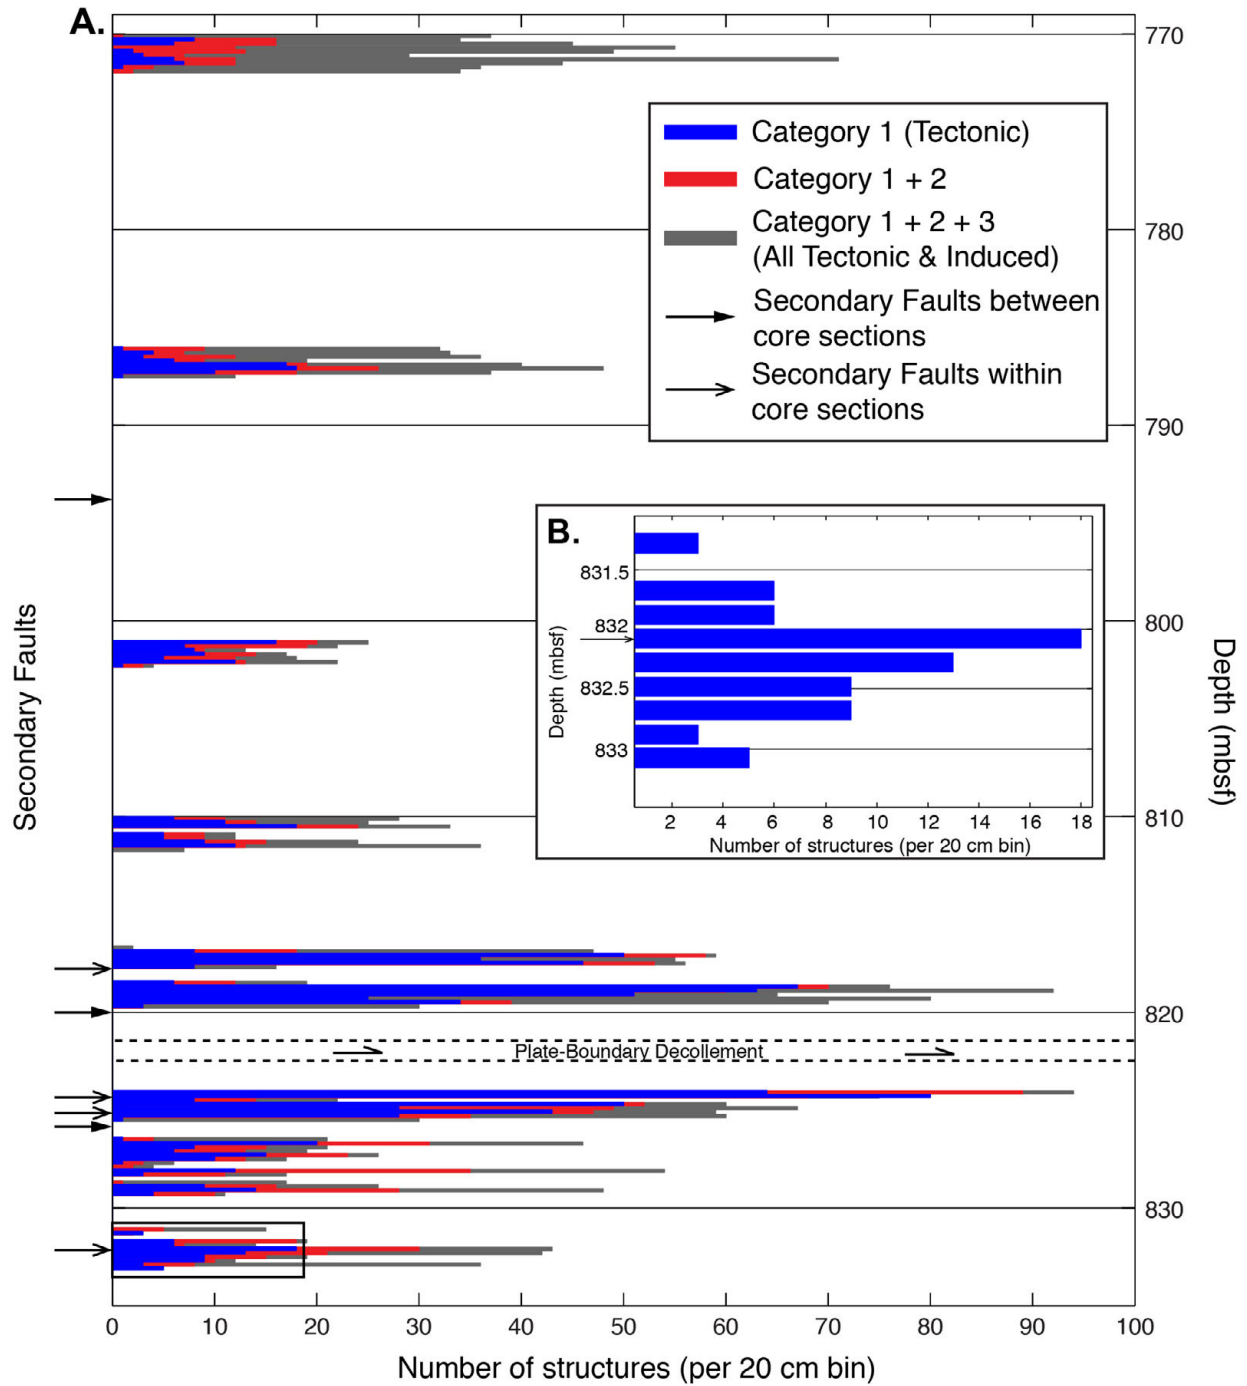 A.
Category 1 (Tectonic)
Category 1 + 2
Category 1 + 2 + 3
(All Tectonic & Induced)
Secondary Faults between
core sections
Secondary Faults within
core sections
770
780
790
800
810
820
830
Depth (mbsf)
Secondary Faults
B.
831.5
832
832.5
833
Depth (mbsf)
2 4 6 8 10 12 14 16 18
Number of structures (per 20 cm bin)
Plate-Boundary Decollement
0 10 20 30 40 50 60 70 80 90 100
Number of structures (per 20 cm bin)